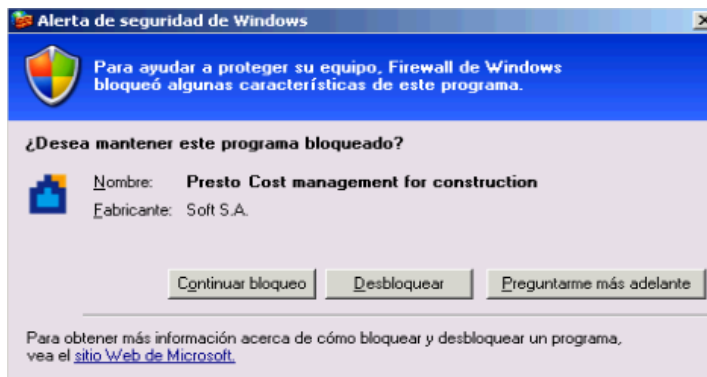 Alerta de seguridad de Windows
Para ayudar a proteger su equipo, Firewall de Windows
bloqueó algunas características de este programa.
¿Desea mantener este programa bloqueado?
Nombre: Presto Cost management for construction
Fabricante: Soft S.A.
Continuar bloqueo Desbloquear Preguntarme más adelante
Para obtener más información acerca de cómo bloquear y desbloquear un programa,
vea el sitio Web de Microsoft.